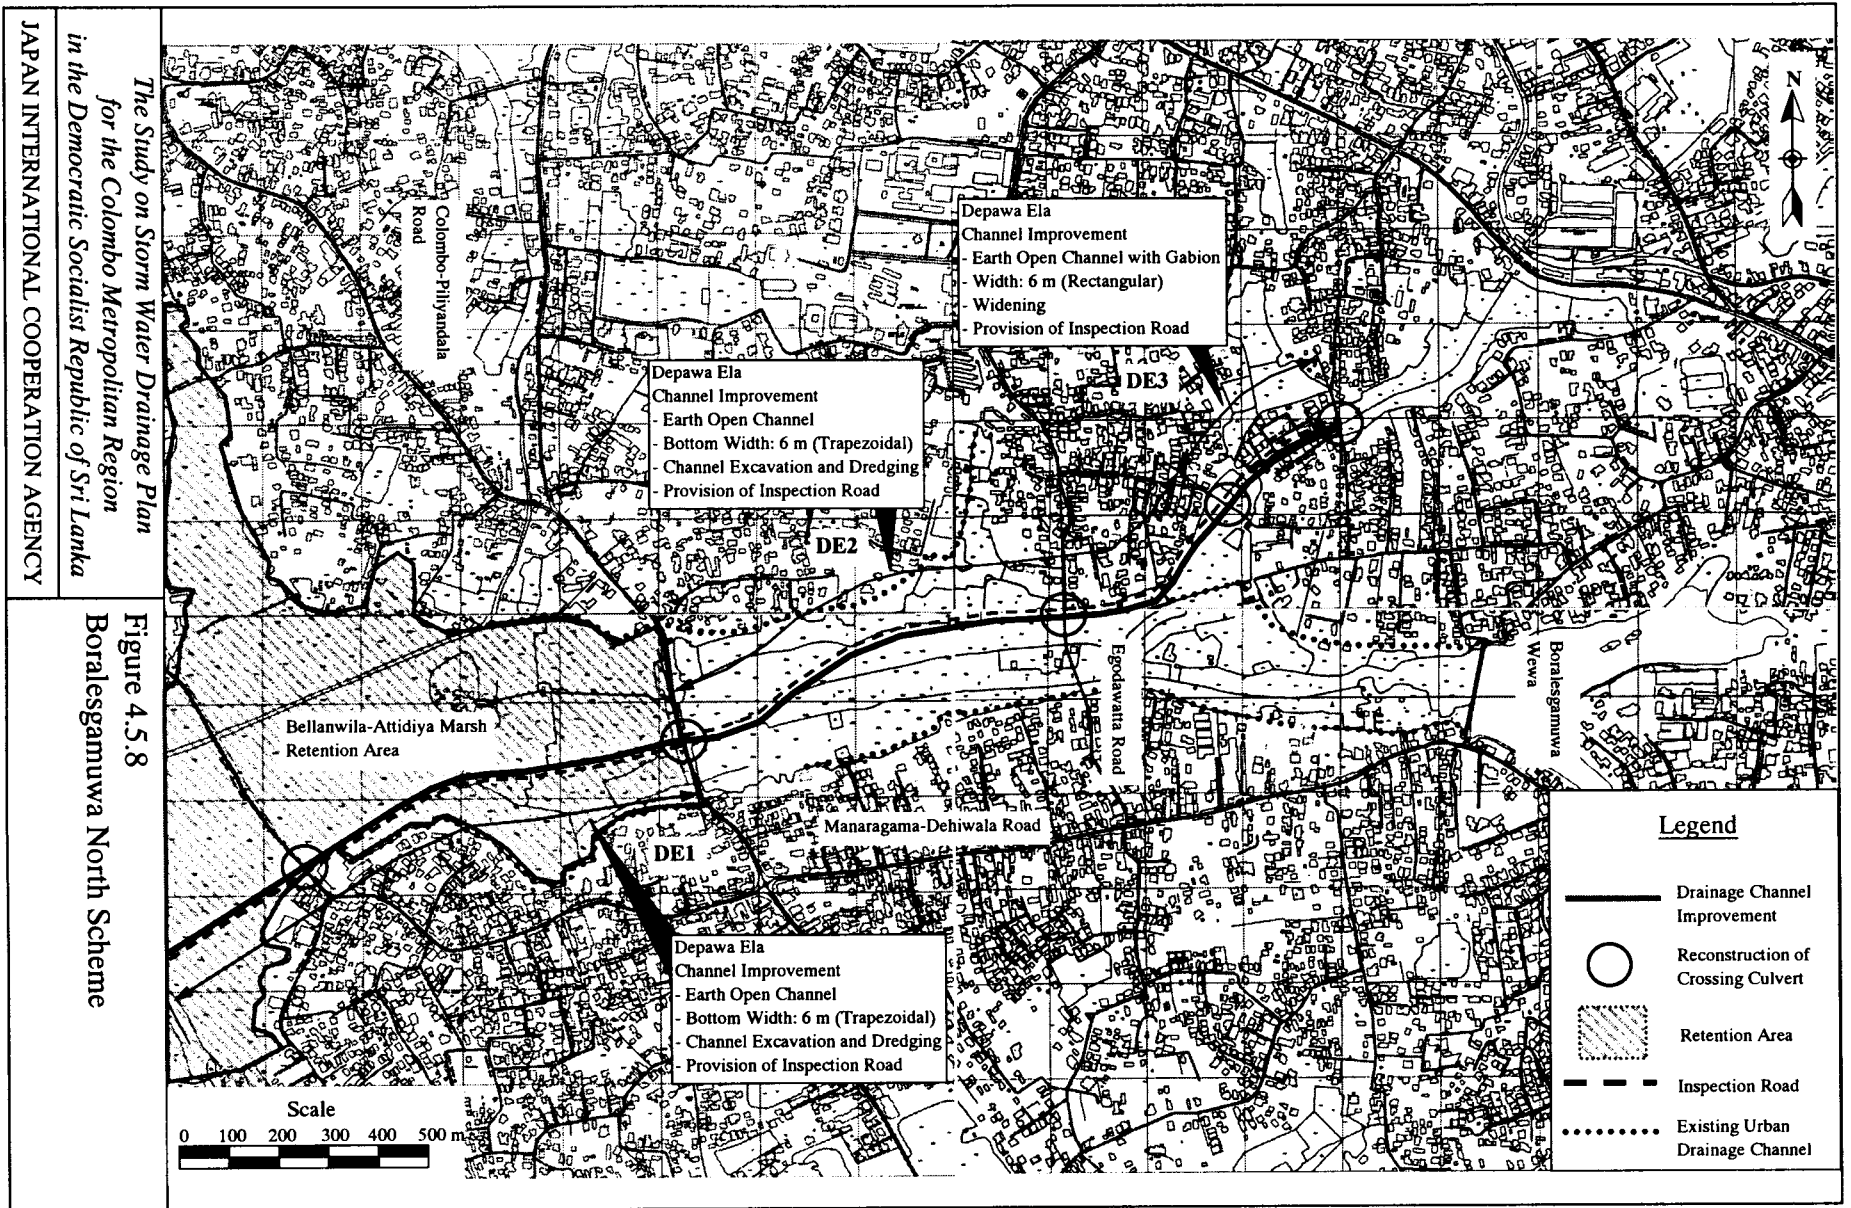 The Study on Storm Water Drainage Plan
for the Colombo Metropolitan Region
in the Democratic Socialist Republic of Sri Lanka
JAPAN INTERNATIONAL COOPERATION AGENCY
Figure 4.5.8
Boralesgamuwa North Scheme
N
Colombo-Piliyandala
Road
Depawa Ela
Channel Improvement
- Earth Open Channel with Gabion
- Width: 6 m (Rectangular)
- Widening
- Provision of Inspection Road
DE3
Depawa Ela
Channel Improvement
- Earth Open Channel
- Bottom Width: 6 m (Trapezoidal)
- Channel Excavation and Dredging
- Provision of Inspection Road
DE2
Egodawatta Road
Boralesgamuwa
Wewa
Bellanwila-Attidiya Marsh
- Retention Area
Manaragama-Dehiwala Road
DE1
Depawa Ela
Channel Improvement
- Earth Open Channel
- Bottom Width: 6 m (Trapezoidal)
- Channel Excavation and Dredging
- Provision of Inspection Road
Legend
Drainage Channel
Improvement
Reconstruction of
Crossing Culvert
Retention Area
Inspection Road
Existing Urban
Drainage Channel
Scale
0 100 200 300 400 500 m